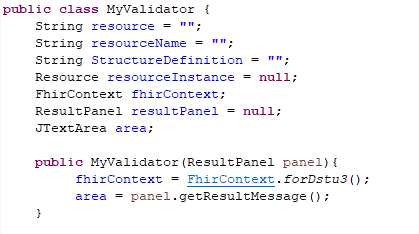 public class MyValidator {
String resource = "";
String resourceName = "";
String StructureDefinition = "";
Resource resourceInstance = null;
FhirContext fhirContext;
ResultPanel resultPanel = null;
JTextArea area;
public MyValidator(ResultPanel panel){
fhirContext = FhirContext.forDstu3();
area = panel.getResultMessage();
}